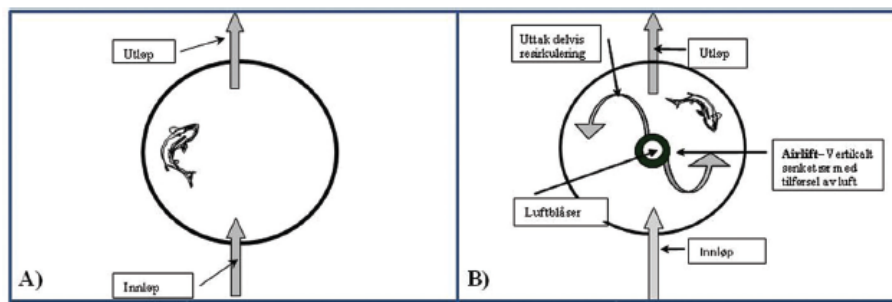 A)
Utløp
Innløp
B)
Uttak delvis
resirkulering
Utløp
Airlift–Vertikalt
senket rør med
tilførsel av luft
Luftblåser
Innløp